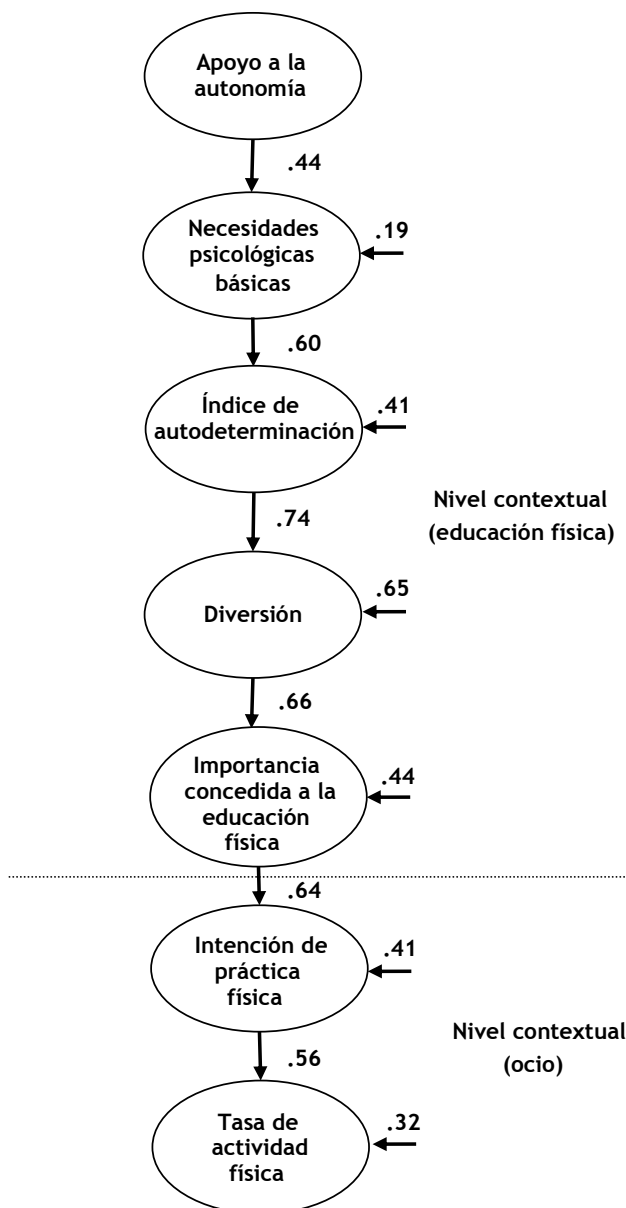 Apoyo a la
autonomía
.44
Necesidades
psicológicas
básicas
.19
.60
Índice de
autodeterminación
.41
.74
Nivel contextual
(educación física)
Diversión
.65
.66
Importancia
concedida a la
educación
física
.44
.64
Intención de
práctica
física
.41
Nivel contextual
(ocio)
.56
Tasa de
actividad
física
.32